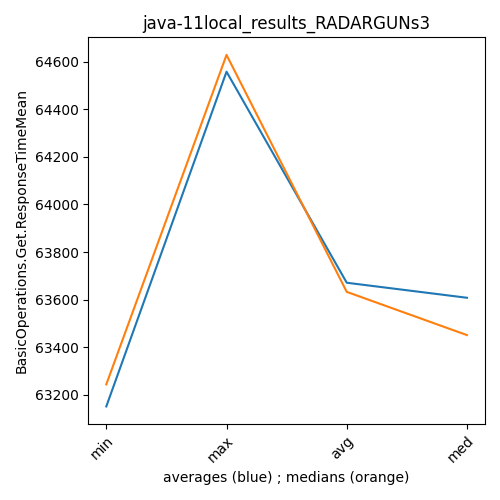 java-11local_results_RADARGUNs3
BasicOperations.Get.ResponseTimeMean
64600
64400
64200
64000
63800
63600
63400
63200
min
max
avg
med
averages (blue) ; medians (orange)